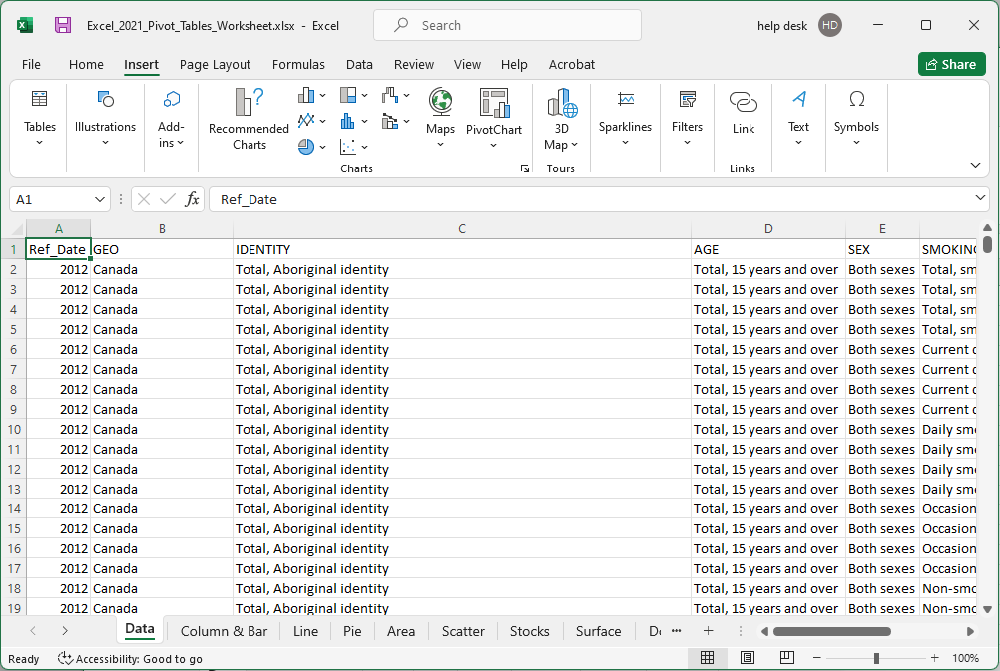 Excel_2021_Pivot_Tables_Worksheet.xlsx - Excel
Search
help desk HD
File Home Insert Page Layout Formulas Data Review View Help Acrobat Share
Tables Illustrations Add-ins Recommended Charts Maps PivotChart 3D Map Sparklines Filters Link Text Symbols
Charts Tours Links
A1 fx Ref_Date
A B C D E
1 Ref_Date GEO IDENTITY AGE SEX SMOKING
2 2012 Canada Total, Aboriginal identity Total, 15 years and over Both sexes Total, sm
3 2012 Canada Total, Aboriginal identity Total, 15 years and over Both sexes Total, sm
4 2012 Canada Total, Aboriginal identity Total, 15 years and over Both sexes Total, sm
5 2012 Canada Total, Aboriginal identity Total, 15 years and over Both sexes Total, sm
6 2012 Canada Total, Aboriginal identity Total, 15 years and over Both sexes Current c
7 2012 Canada Total, Aboriginal identity Total, 15 years and over Both sexes Current c
8 2012 Canada Total, Aboriginal identity Total, 15 years and over Both sexes Current c
9 2012 Canada Total, Aboriginal identity Total, 15 years and over Both sexes Current c
10 2012 Canada Total, Aboriginal identity Total, 15 years and over Both sexes Daily smo
11 2012 Canada Total, Aboriginal identity Total, 15 years and over Both sexes Daily smo
12 2012 Canada Total, Aboriginal identity Total, 15 years and over Both sexes Daily smo
13 2012 Canada Total, Aboriginal identity Total, 15 years and over Both sexes Daily smo
14 2012 Canada Total, Aboriginal identity Total, 15 years and over Both sexes Occasion
15 2012 Canada Total, Aboriginal identity Total, 15 years and over Both sexes Occasion
16 2012 Canada Total, Aboriginal identity Total, 15 years and over Both sexes Occasion
17 2012 Canada Total, Aboriginal identity Total, 15 years and over Both sexes Occasion
18 2012 Canada Total, Aboriginal identity Total, 15 years and over Both sexes Non-smo
19 2012 Canada Total, Aboriginal identity Total, 15 years and over Both sexes Non-smo
Data Column & Bar Line Pie Area Scatter Stocks Surface
Ready Accessibility: Good to go 100%